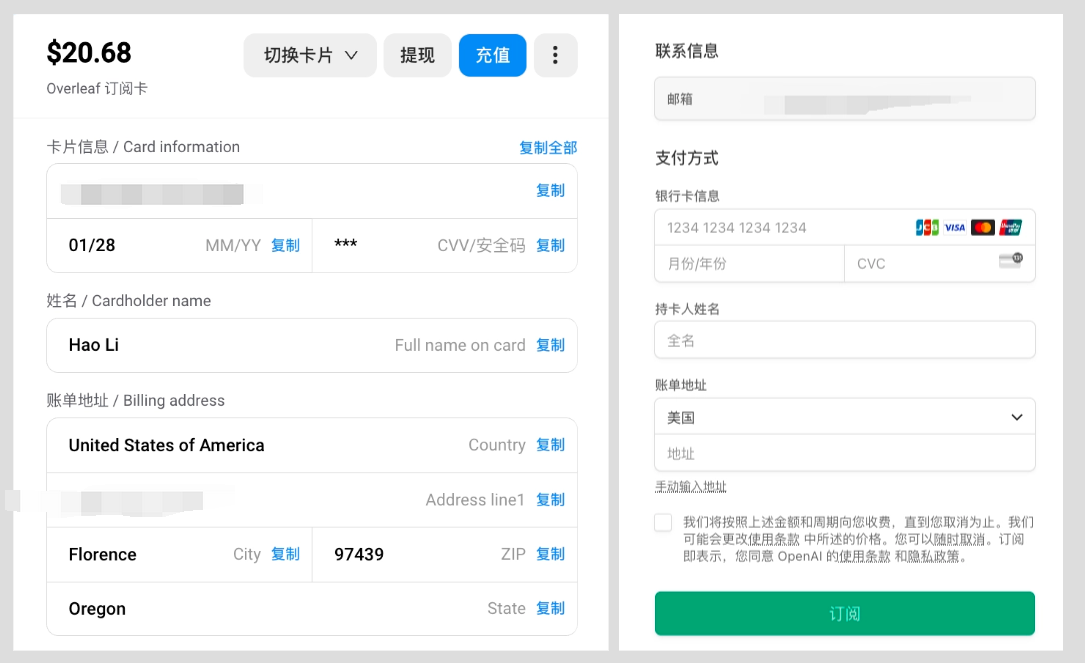 $20.68
切换卡片
提现
充值
Overleaf 订阅卡
卡片信息 / Card information
复制全部
复制
01/28
MM/YY
复制
***
CVV/安全码
复制
姓名 / Cardholder name
Hao Li
Full name on card
复制
账单地址 / Billing address
United States of America
Country
复制
Address line1
复制
Florence
City
复制
97439
ZIP
复制
Oregon
State
复制
联系信息
邮箱
支付方式
银行卡信息
1234 1234 1234 1234
JCB
VISA
月份/年份
CVC
持卡人姓名
全名
账单地址
美国
地址
手动输入地址
我们将按照上述金额和周期向您收费，直到您取消为止。我们
可能会更改使用条款 中所述的价格。您可以随时取消。订阅
即表示，您同意 OpenAI 的使用条款 和隐私政策。
订阅